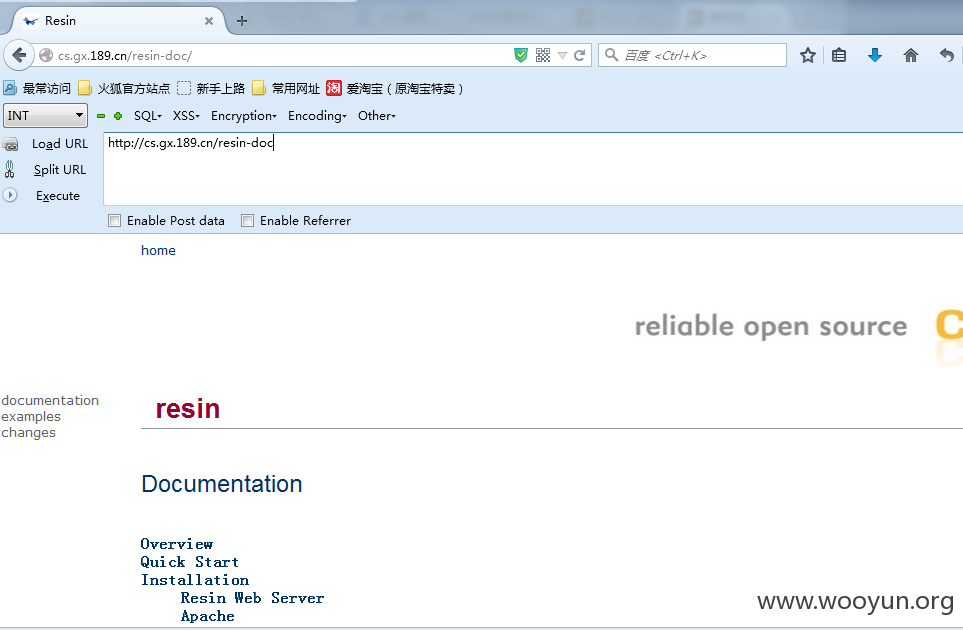 Resin
cs.gx.189.cn/resin-doc/
百度 <Ctrl+K>
最常访问 火狐官方站点 新手上路 常用网址 淘 爱淘宝（原淘宝特卖）
INT SQL XSS Encryption Encoding Other
Load URL http://cs.gx.189.cn/resin-doc
Split URL
Execute
Enable Post data Enable Referrer
home
reliable open source
documentation
examples
changes
resin
Documentation
Overview
Quick Start
Installation
Resin Web Server
Apache
www.wooyun.org